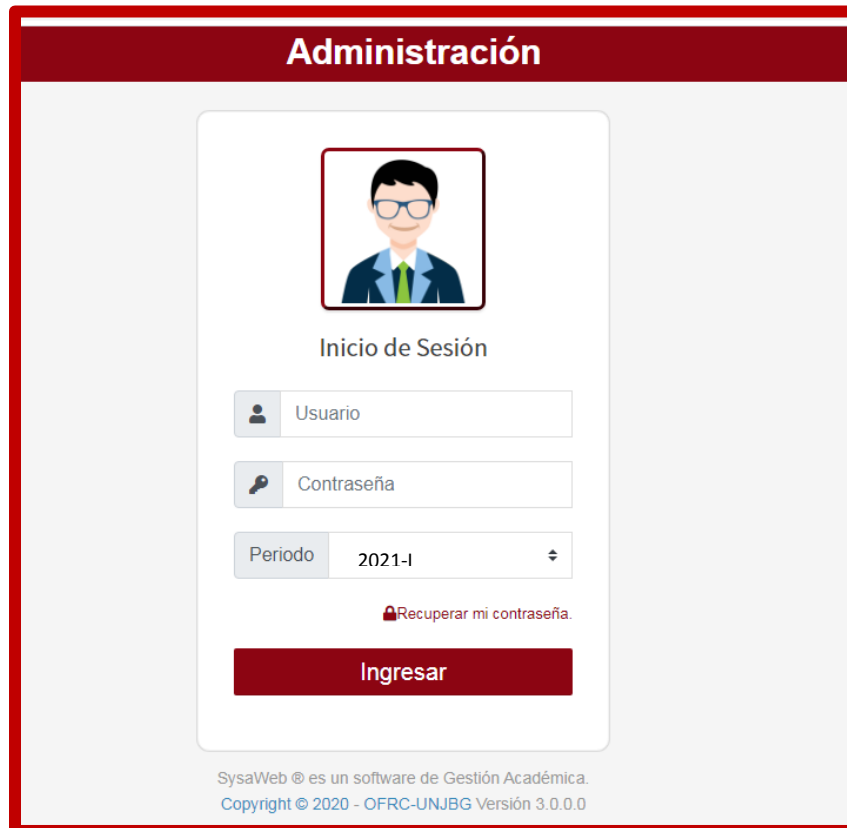 Administración
Inicio de Sesión
Usuario
Contraseña
Periodo 2021-I
Recuperar mi contraseña.
Ingresar
SysaWeb ® es un software de Gestión Académica.
Copyright © 2020 - OFRC-UNJBG Versión 3.0.0.0